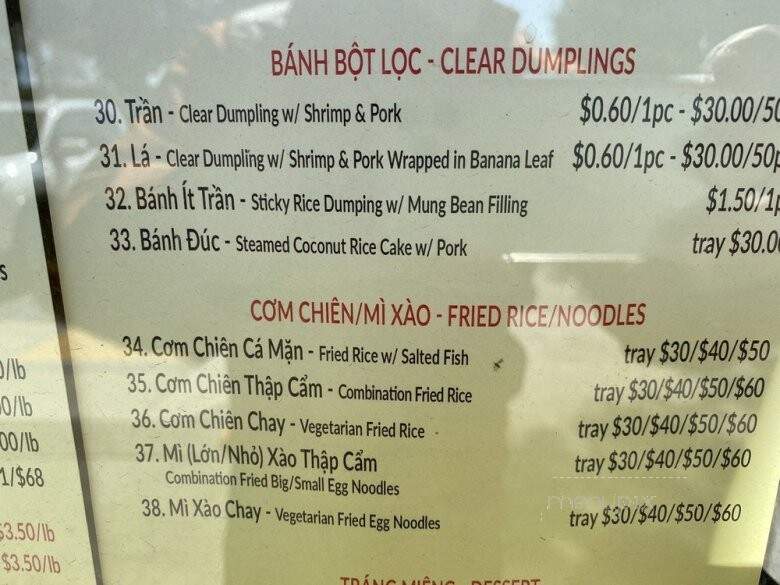 BÁNH BỘT LỌC - CLEAR DUMPLINGS
30. Trần - Clear Dumpling w/ Shrimp & Pork $0.60/1pc - $30.00/50
31. Lá - Clear Dumpling w/ Shrimp & Pork Wrapped in Banana Leaf $0.60/1pc - $30.00/50p
32. Bánh Ít Trần - Sticky Rice Dumping w/ Mung Bean Filling $1.50/1p
33. Bánh Đúc - Steamed Coconut Rice Cake w/ Pork tray $30.00
s
CƠM CHIÊN/MÌ XÀO - FRIED RICE/NOODLES
34. Cơm Chiên Cá Mặn - Fried Rice w/ Salted Fish tray $30/$40/$50
0/lb
35. Cơm Chiên Thập Cẩm - Combination Fried Rice tray $30/$40/$50/$60
0/lb
36. Cơm Chiên Chay - Vegetarian Fried Rice tray $30/$40/$50/$60
00/lb
37. Mì (Lớn/Nhỏ) Xào Thập Cẩm tray $30/$40/$50/$60
1/$68
Combination Fried Big/Small Egg Noodles
38. Mì Xào Chay - Vegetarian Fried Egg Noodles tray $30/$40/$50/$60
$3.50/lb
$3.50/lb
menupix
TRÁNG MIỆNG - DESSERT